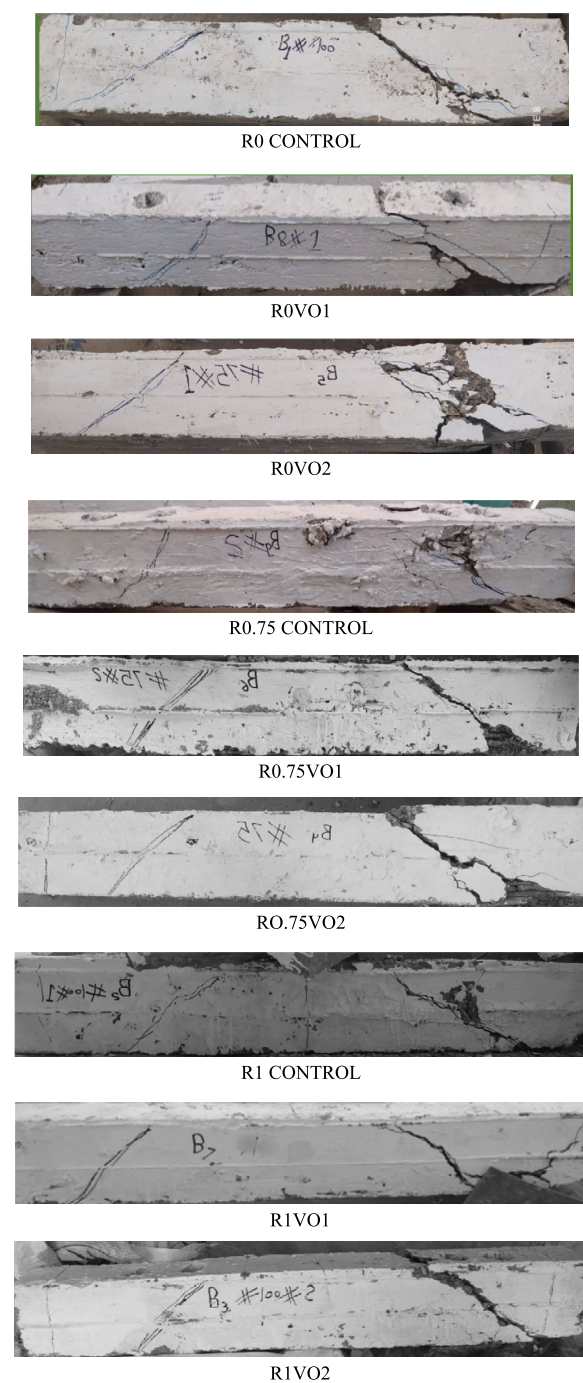 B1#100
R0 CONTROL
B8#1
R0VO1
#75#1 B5
R0VO2
B9#2
R0.75 CONTROL
#75#2 B6
R0.75VO1
#75 B4
RO.75VO2
B2#100#1
R1 CONTROL
B7
R1VO1
B3 #100#2
R1VO2